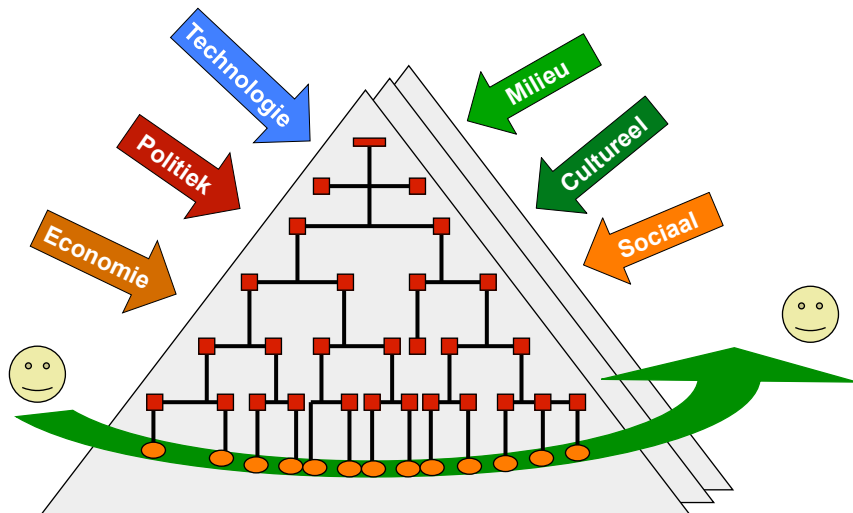 Technologie
Milieu
Politiek
Cultureel
Economie
Sociaal